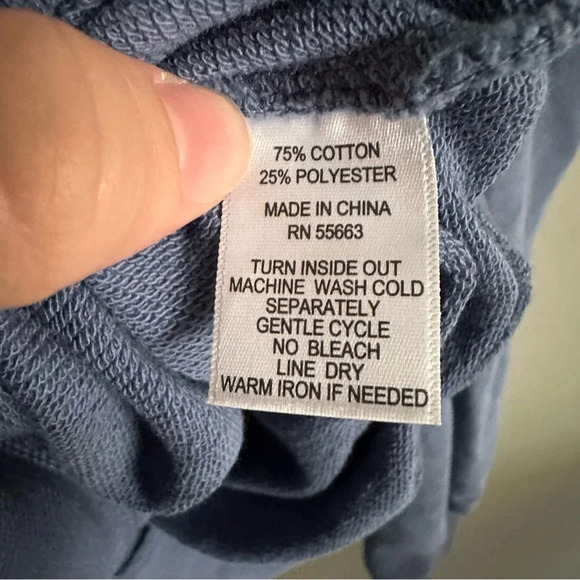 75% COTTON
25% POLYESTER
MADE IN CHINA
RN 55663
TURN INSIDE OUT
MACHINE WASH COLD
SEPARATELY
GENTLE CYCLE
NO BLEACH
LINE DRY
WARM IRON IF NEEDED